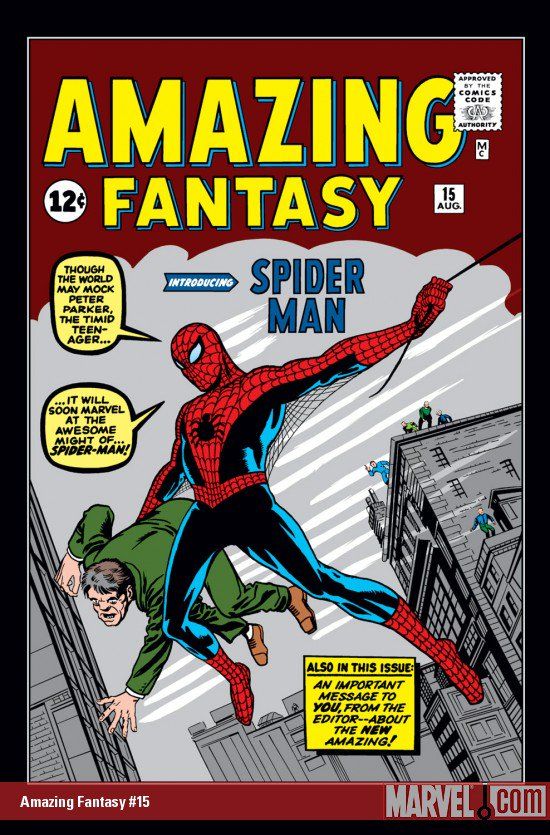 AMAZING
FANTASY
APPROVED
BY THE
COMICS
CODE
AUTHORITY
M
C
12¢
15
AUG.
INTRODUCING
SPIDER
MAN
THOUGH
THE WORLD
MAY MOCK
PETER
PARKER,
THE TIMID
TEEN-
AGER...
...IT WILL
SOON MARVEL
AT THE
AWESOME
MIGHT OF...
SPIDER-MAN!
ALSO IN THIS ISSUE:
AN IMPORTANT
MESSAGE TO
YOU, FROM THE
EDITOR--ABOUT
THE NEW
AMAZING!
Amazing Fantasy #15
MARVEL.com